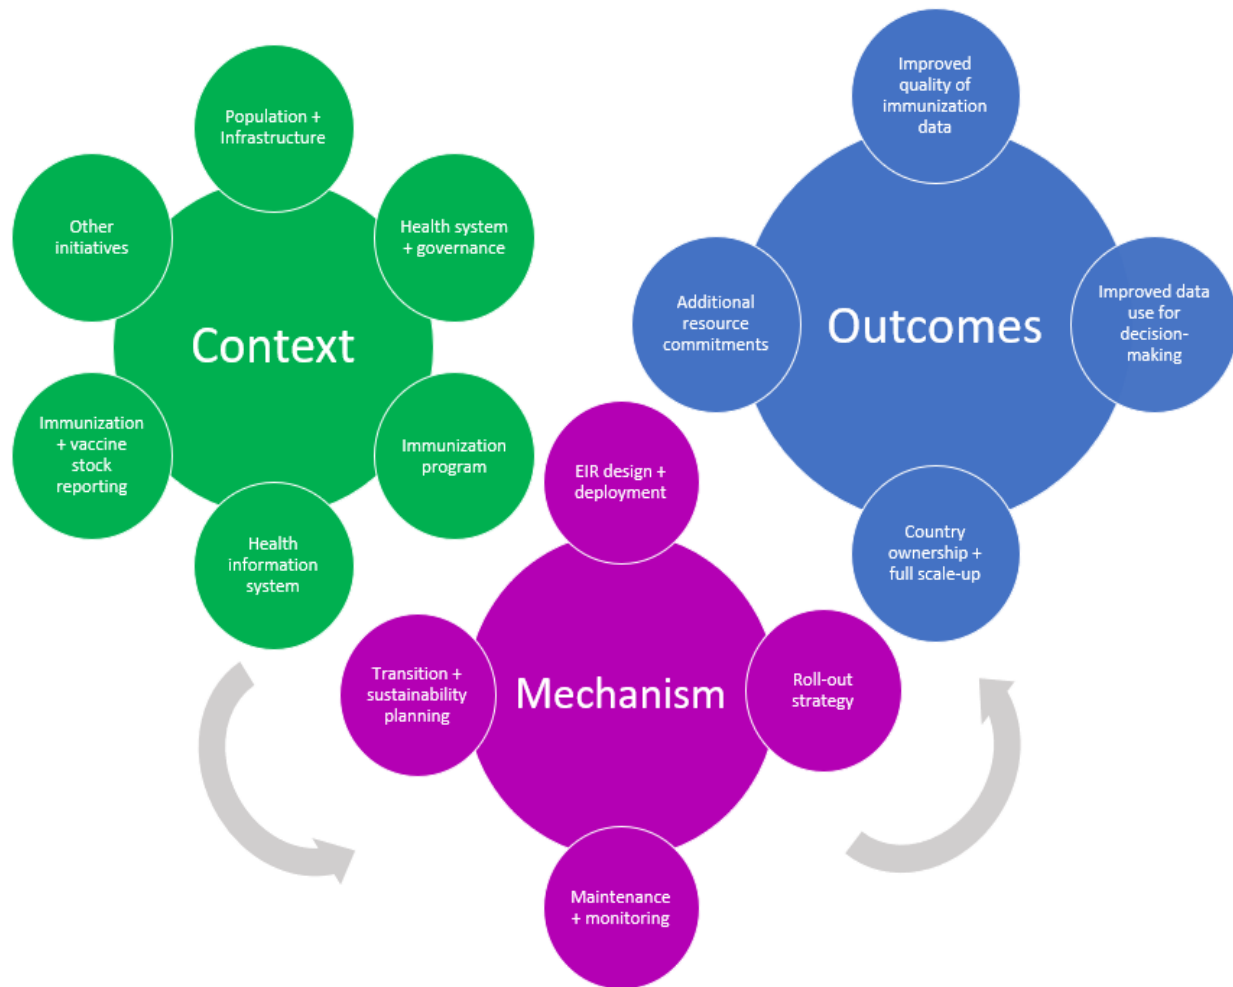 Population +
Infrastructure
Other
initiatives
Health system
+ governance
Context
Immunization
+ vaccine
stock
reporting
Immunization
program
Health
information
system
Improved
quality of
immunization
data
Additional
resource
commitments
Outcomes
Improved data
use for
decision-
making
Country
ownership +
full scale-up
EIR design +
deployment
Transition +
sustainability
planning
Mechanism
Roll-out
strategy
Maintenance
+ monitoring